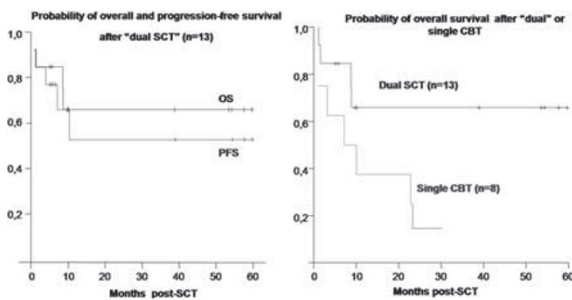 Probability of overall and progression-free survival
after "dual SCT" (n=13)
1,0
0,8
0,6
0,4
0,2
OS
PFS
0
10
20
30
40
50
60
Months post-SCT
Probability of overall survival after "dual" or
single CBT
1,0
0,8
0,6
0,4
0,2
Dual SCT (n=13)
Single CBT (n=8)
0
10
20
30
40
50
60
Months post-SCT